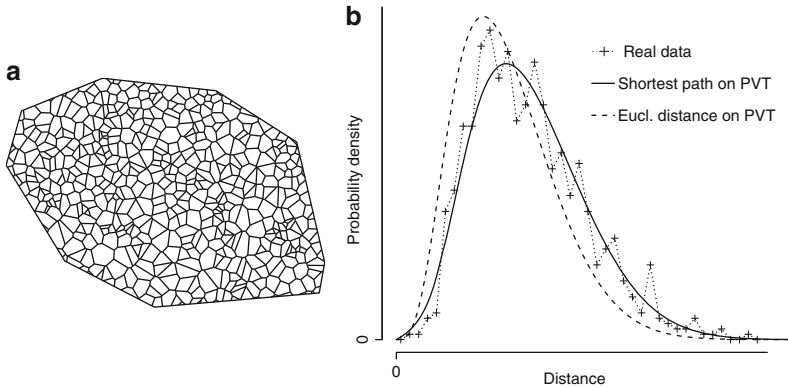 a
b
Probability density
0
Real data
Shortest path on PVT
Eucl. distance on PVT
0
Distance